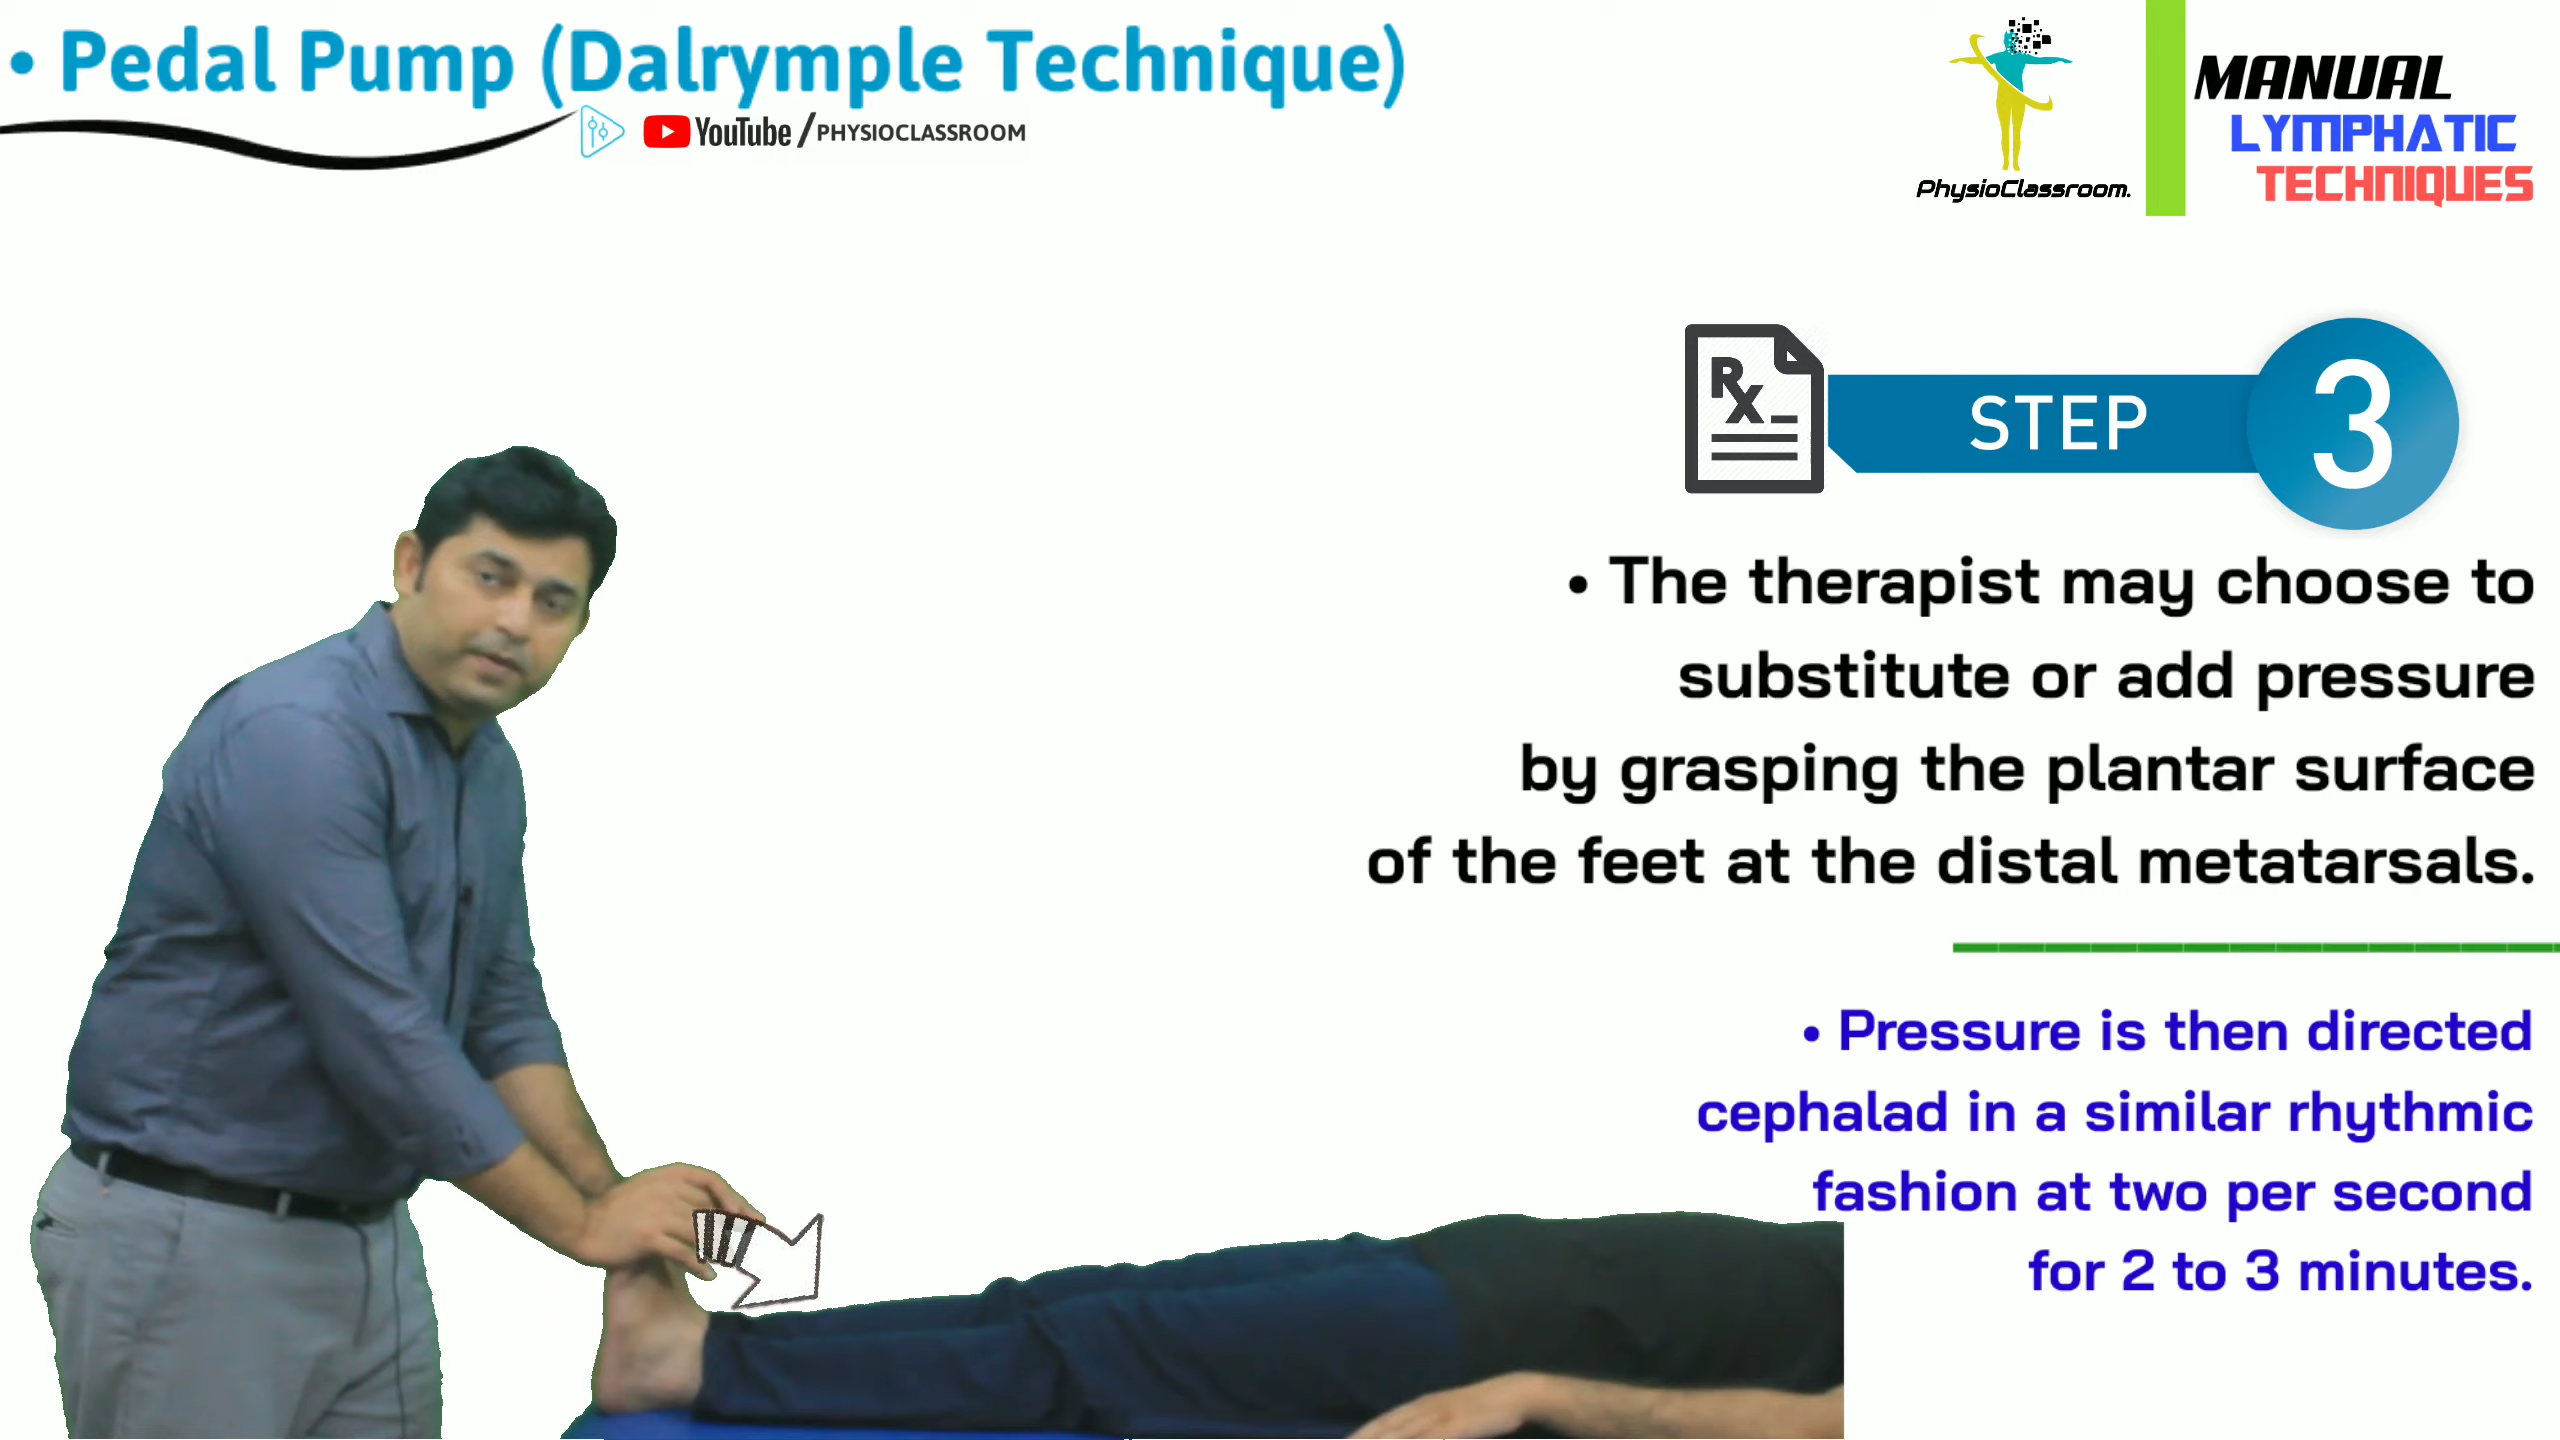 • Pedal Pump (Dalrymple Technique)
YouTube / PHYSIOCLASSROOM
PhysioClassroom.
MANUAL
LYMPHATIC
TECHNIQUES
Rx
STEP 3
• The therapist may choose to
substitute or add pressure
by grasping the plantar surface
of the feet at the distal metatarsals.
• Pressure is then directed
cephalad in a similar rhythmic
fashion at two per second
for 2 to 3 minutes.